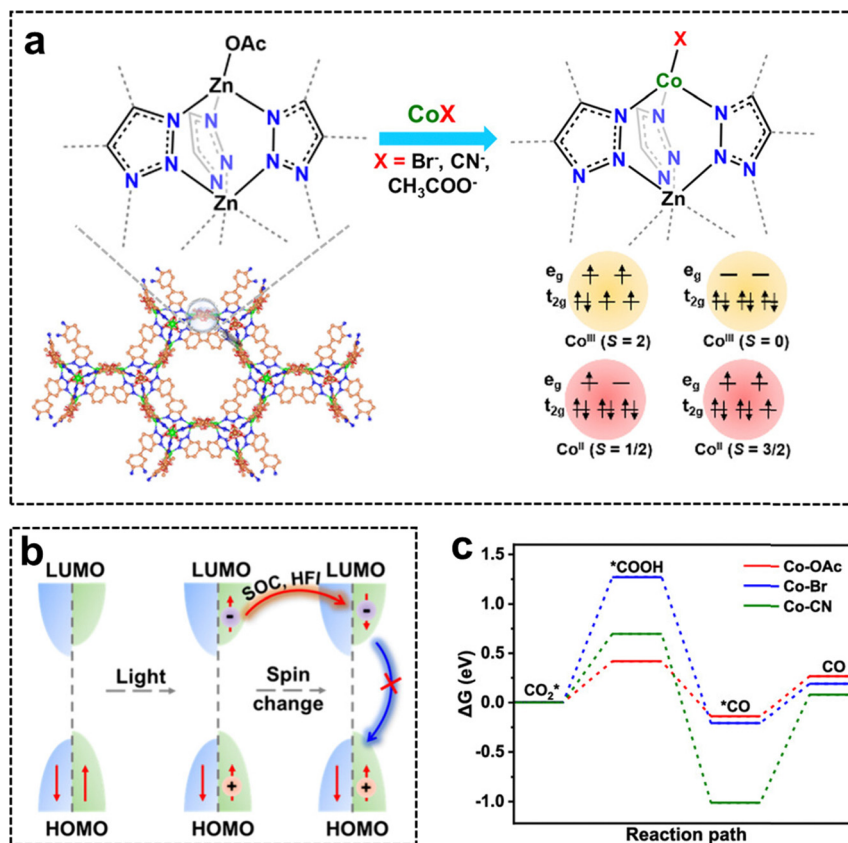 a
OAc
Zn
N
N
N
N
N
N
N
Zn
CoX
X = Br⁻, CN⁻,
CH₃COO⁻
X
Co
N
N
N
N
N
N
N
Zn
e_g
t_2g
Co^III (S = 2)
e_g
t_2g
Co^III (S = 0)
e_g
t_2g
Co^II (S = 1/2)
e_g
t_2g
Co^II (S = 3/2)
b
LUMO
LUMO
LUMO
SOC, HFI
-
-
Light
Spin
change
+
+
HOMO
HOMO
HOMO
c
ΔG (eV)
1.5
1.0
0.5
0.0
-0.5
-1.0
CO₂*
*COOH
*CO
CO
Co-OAc
Co-Br
Co-CN
Reaction path